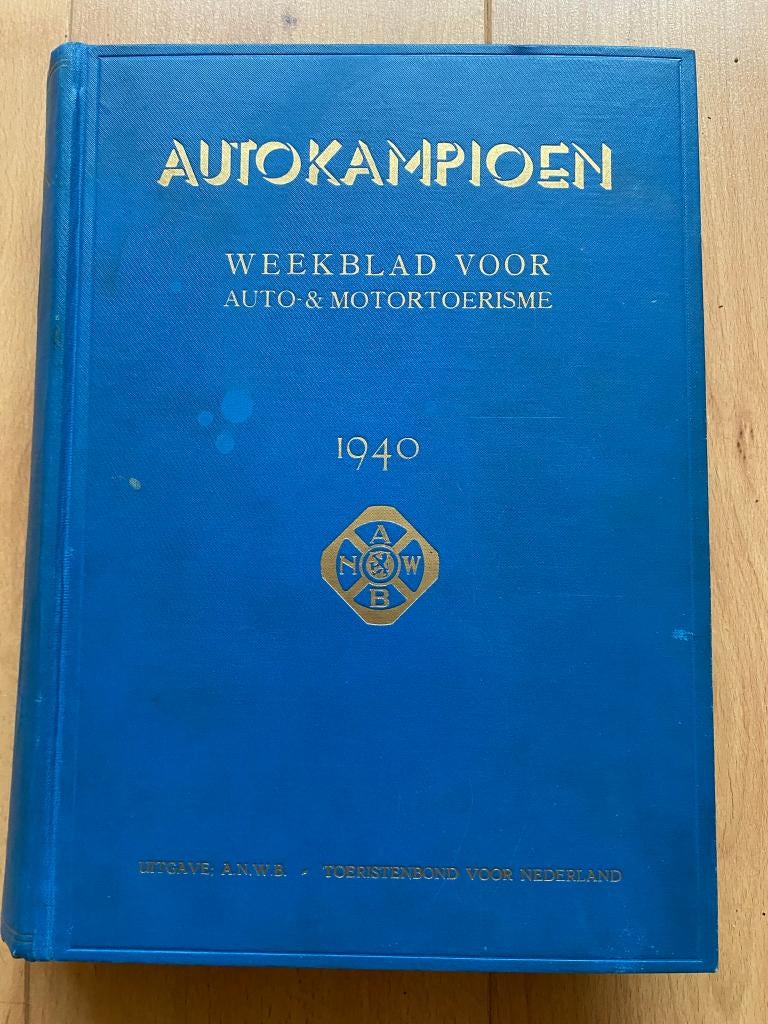 AUTOKAMPIOEN
WEEKBLAD VOOR
AUTO- & MOTORTOERISME
1940
A
N W
B
UITGAVE; A.N.W.B. - TOERISTENBOND VOOR NEDERLAND